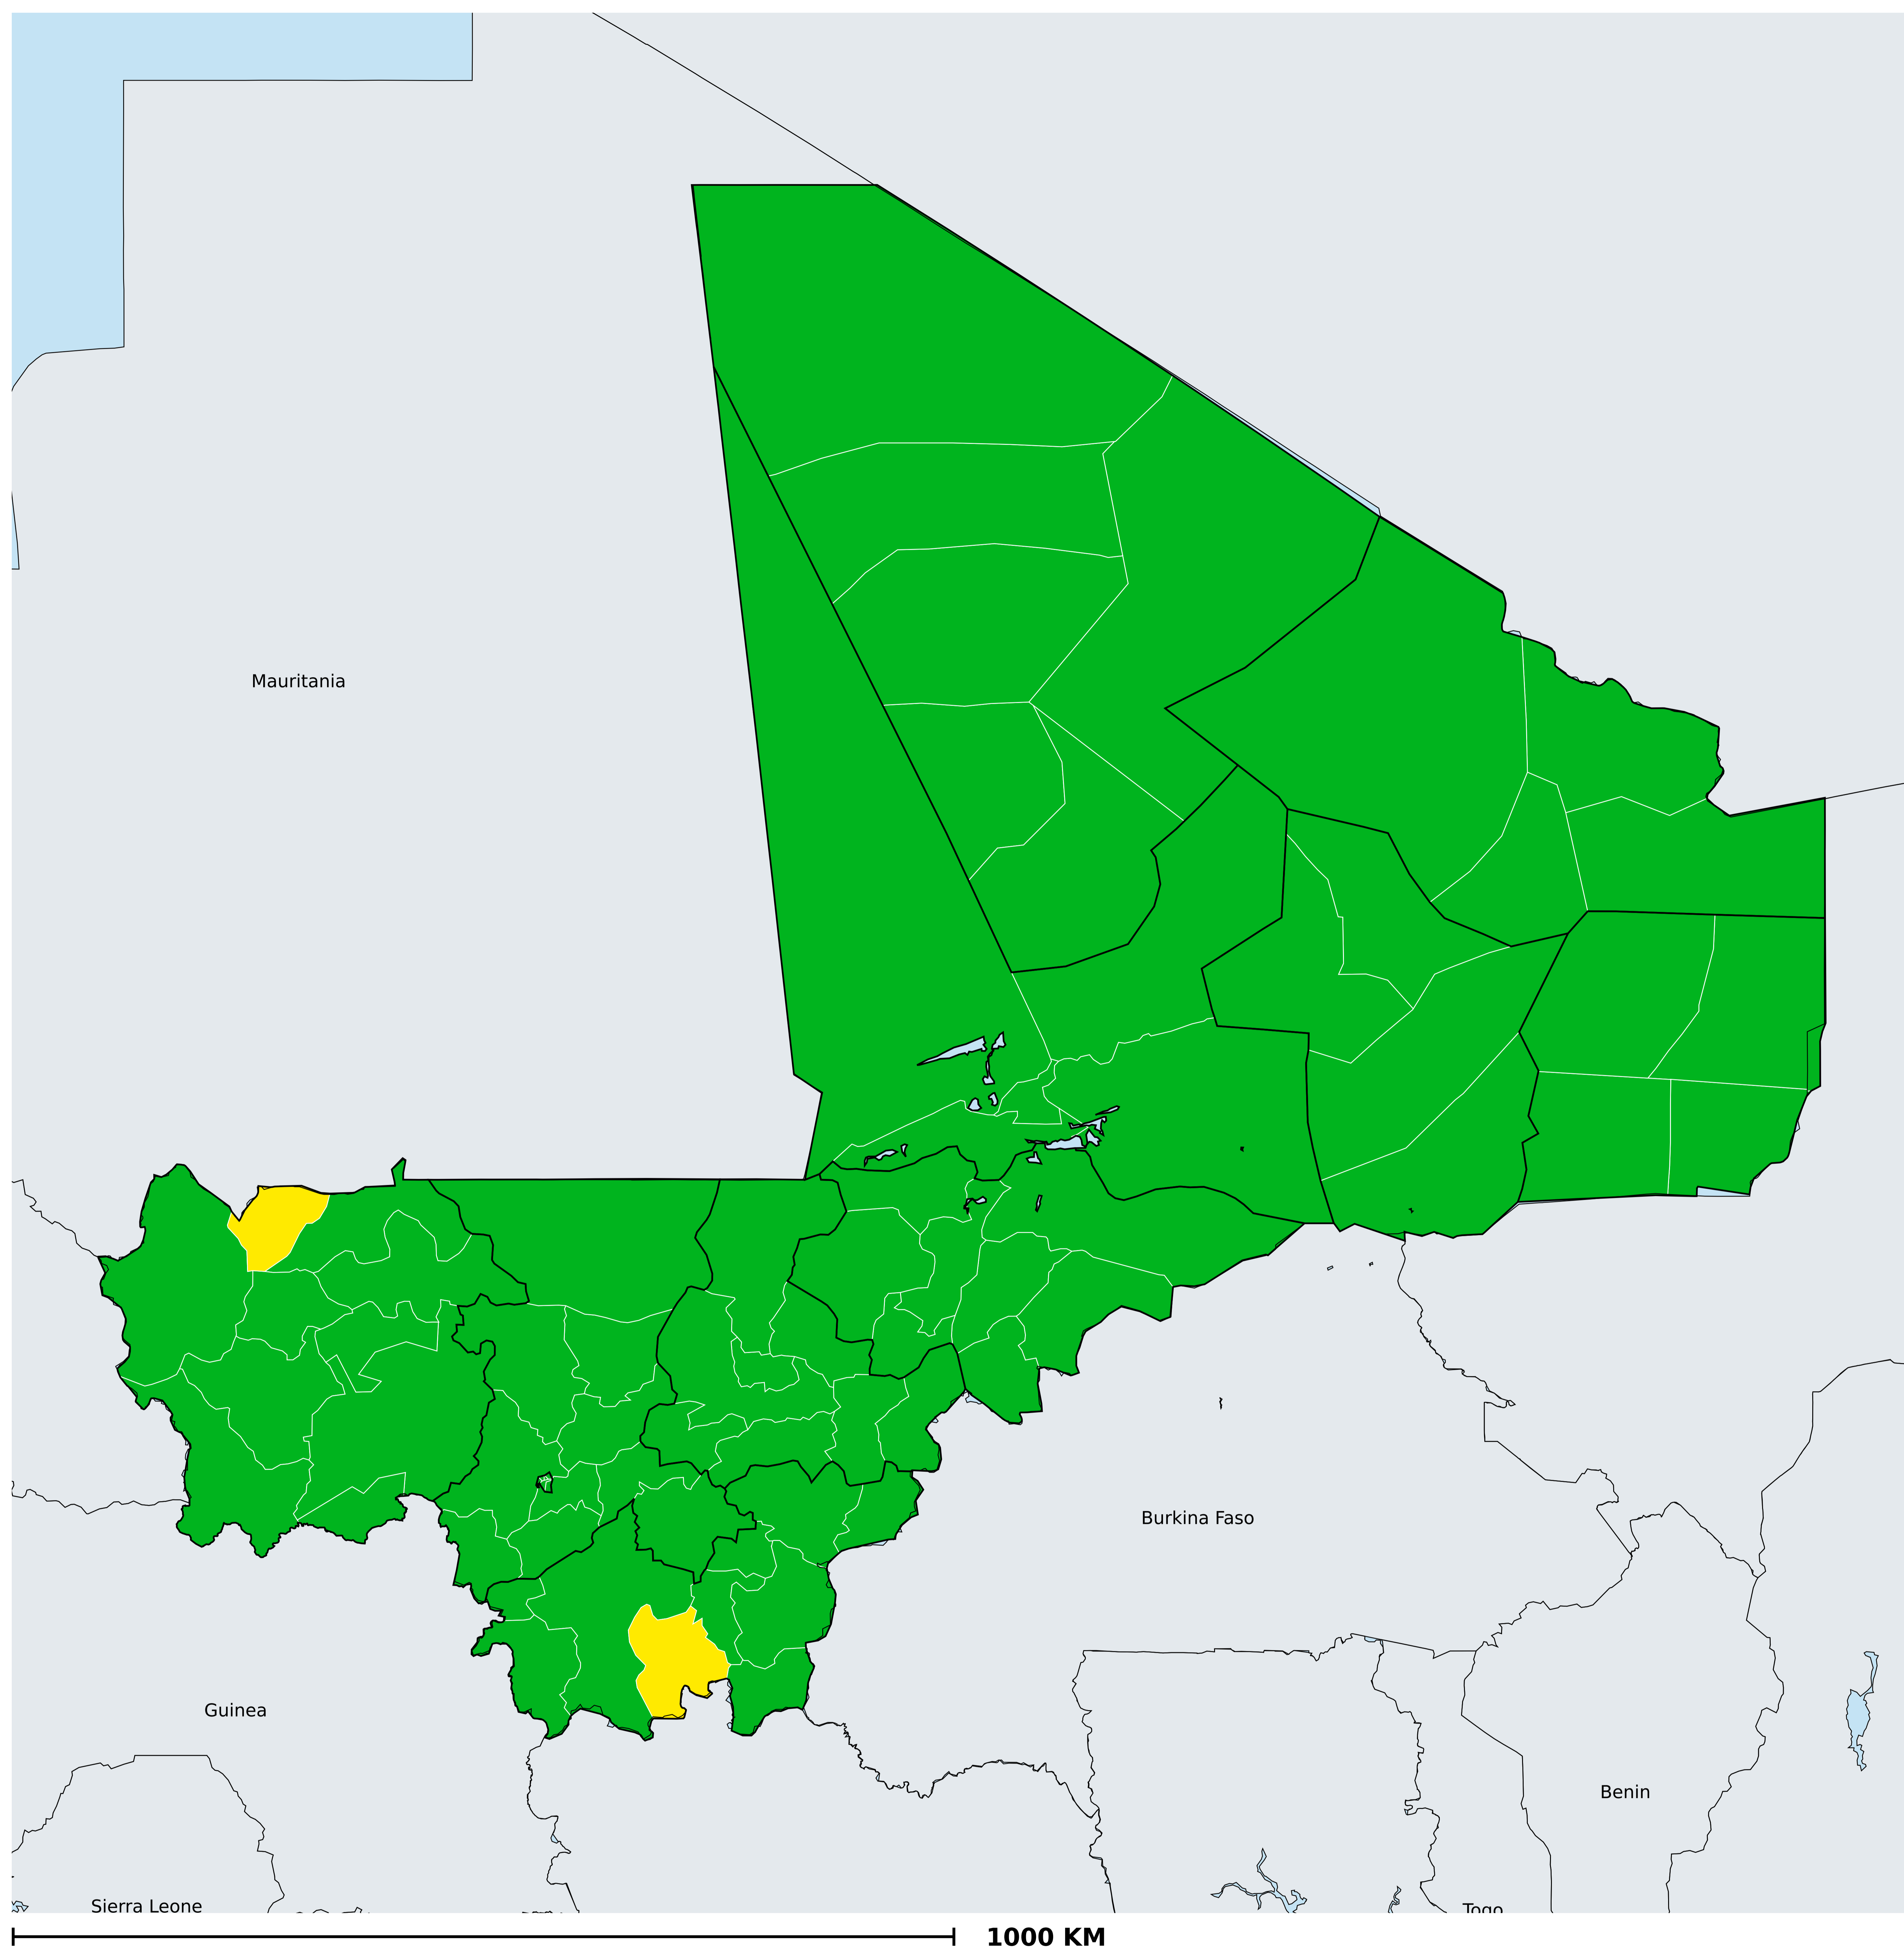 Mauritania
Burkina Faso
Guinea
Benin
Sierra Leone
Togo
1000 KM